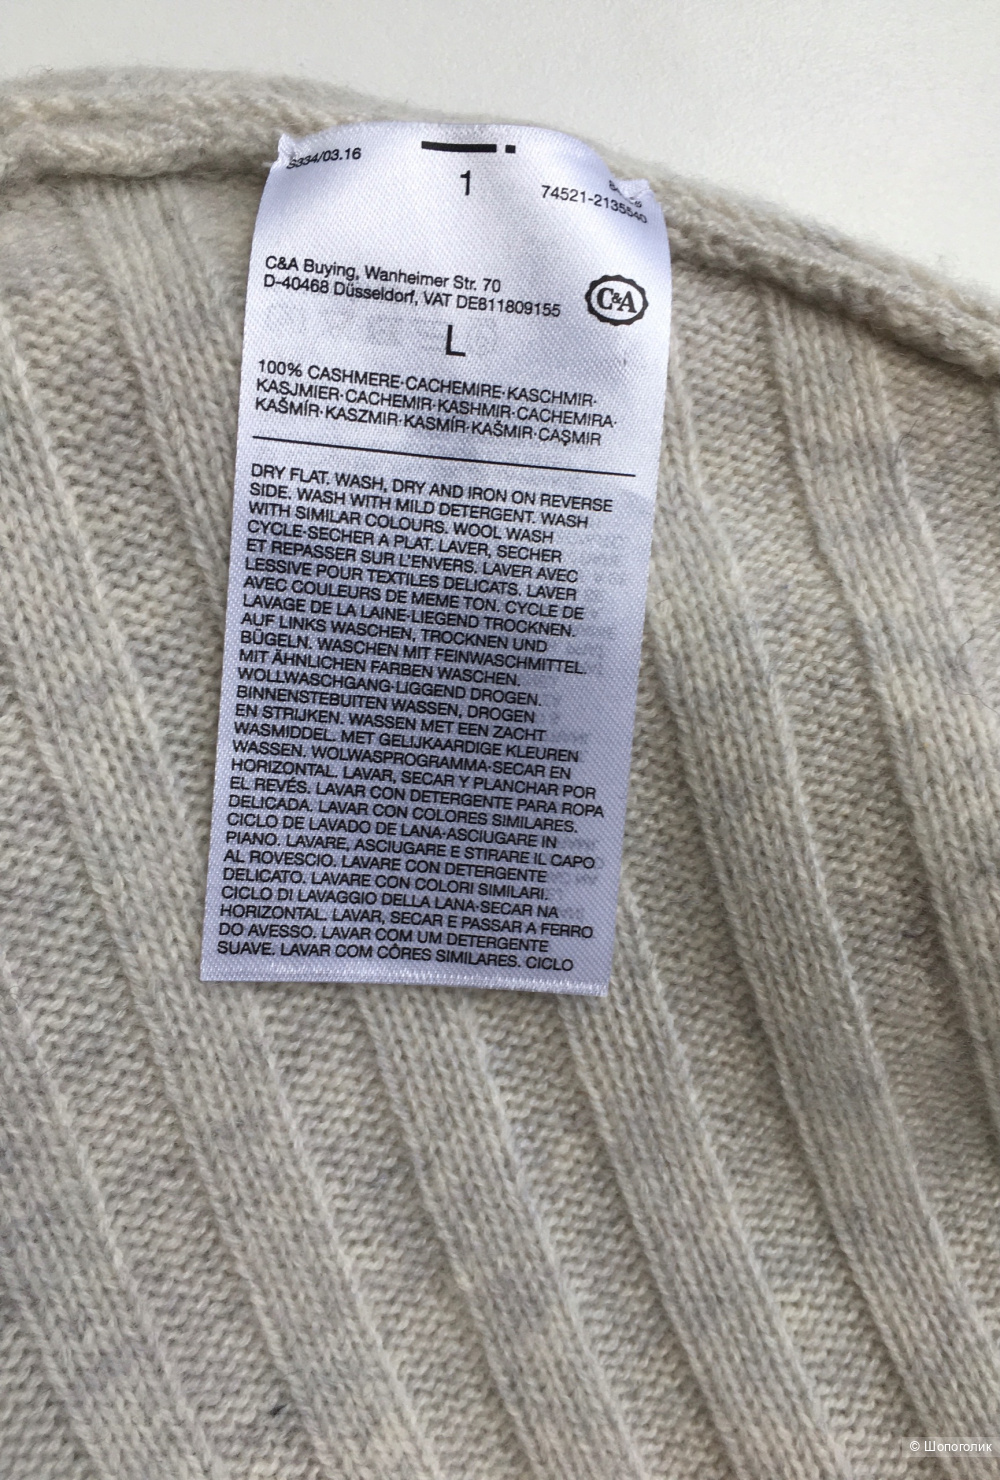 S334/03.16
1
74521-2135540
C&A Buying, Wanheimer Str. 70
D-40468 Düsseldorf, VAT DE811809155
C&A
L
100% CASHMERE·CACHEMIRE·KASCHMIR·
KASJMIER·CACHEMIR·KASHMIR·CACHEMIRA·
KAŠMÍR·KASZMIR·KASMÍR·KAŠMIR·CAŞMIR
DRY FLAT. WASH, DRY AND IRON ON REVERSE
SIDE. WASH WITH MILD DETERGENT. WASH
WITH SIMILAR COLOURS. WOOL WASH
CYCLE·SECHER A PLAT. LAVER, SECHER
ET REPASSER SUR L'ENVERS. LAVER AVEC
LESSIVE POUR TEXTILES DELICATS. LAVER
AVEC COULEURS DE MEME TON. CYCLE DE
LAVAGE DE LA LAINE·LIEGEND TROCKNEN.
AUF LINKS WASCHEN, TROCKNEN UND
BÜGELN. WASCHEN MIT FEINWASCHMITTEL.
MIT ÄHNLICHEN FARBEN WASCHEN.
WOLLWASCHGANG·LIGGEND DROGEN.
BINNENSTEBUITEN WASSEN, DROGEN
EN STRIJKEN. WASSEN MET EEN ZACHT
WASMIDDEL. MET GELIJKAARDIGE KLEUREN
WASSEN. WOLWASPROGRAMMA·SECAR EN
HORIZONTAL. LAVAR, SECAR Y PLANCHAR POR
EL REVÉS. LAVAR CON DETERGENTE PARA ROPA
DELICADA. LAVAR CON COLORES SIMILARES.
CICLO DE LAVADO DE LANA·ASCIUGARE IN
PIANO. LAVARE, ASCIUGARE E STIRARE IL CAPO
AL ROVESCIO. LAVARE CON DETERGENTE
DELICATO. LAVARE CON COLORI SIMILARI.
CICLO DI LAVAGGIO DELLA LANA·SECAR NA
HORIZONTAL. LAVAR, SECAR E PASSAR A FERRO
DO AVESSO. LAVAR COM UM DETERGENTE
SUAVE. LAVAR COM CÔRES SIMILARES. CICLO
© Шопоголик